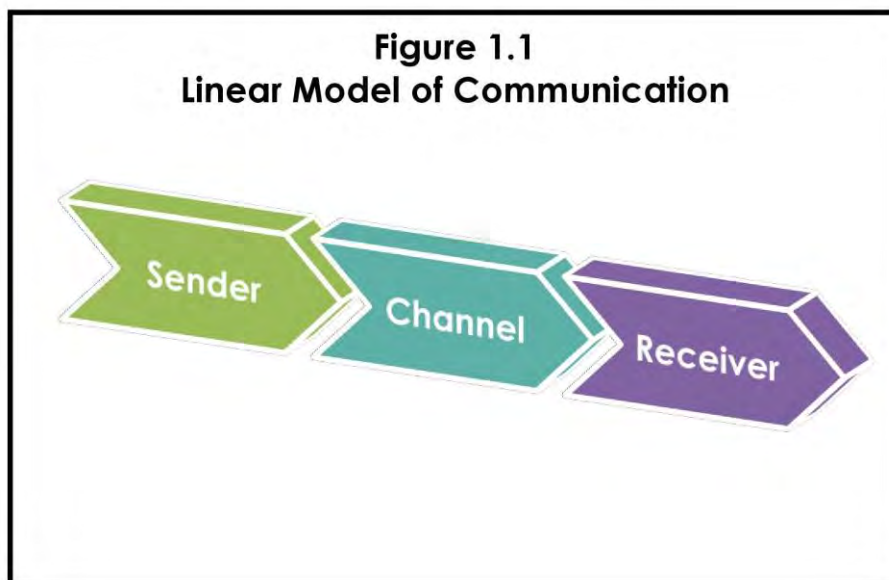 Figure 1.1
Linear Model of Communication
Sender
Channel
Receiver